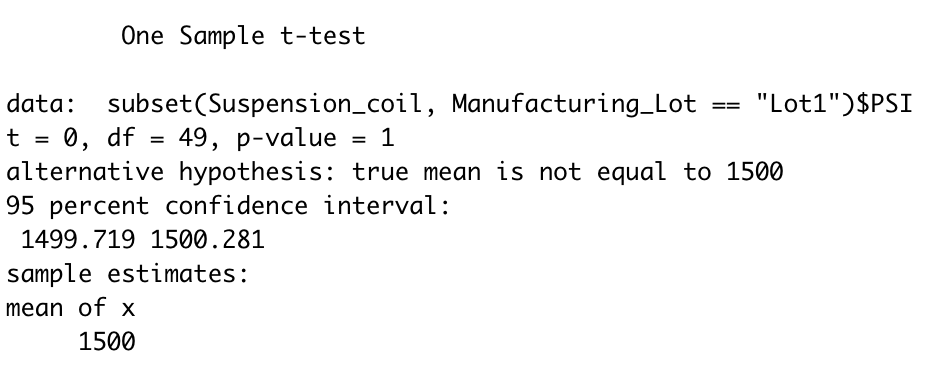 One Sample t-test
data:  subset(Suspension_coil, Manufacturing_Lot == "Lot1")$PSI
t = 0, df = 49, p-value = 1
alternative hypothesis: true mean is not equal to 1500
95 percent confidence interval:
1499.719 1500.281
sample estimates:
mean of x
1500